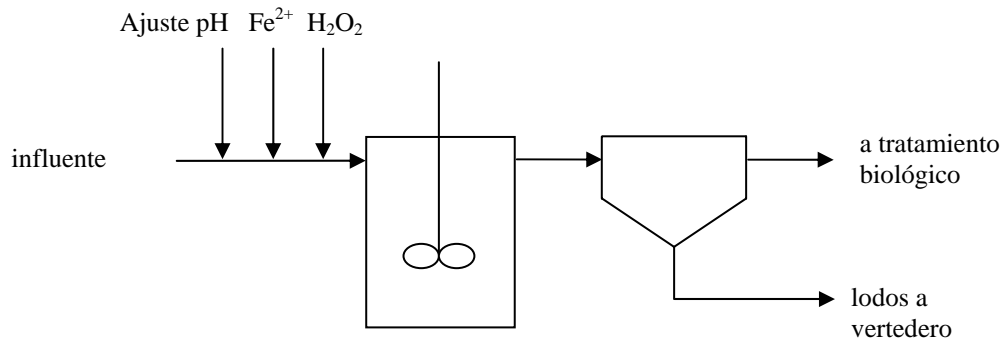 Ajuste pH Fe²⁺ H₂O₂
influente
a tratamiento
biológico
lodos a
vertedero